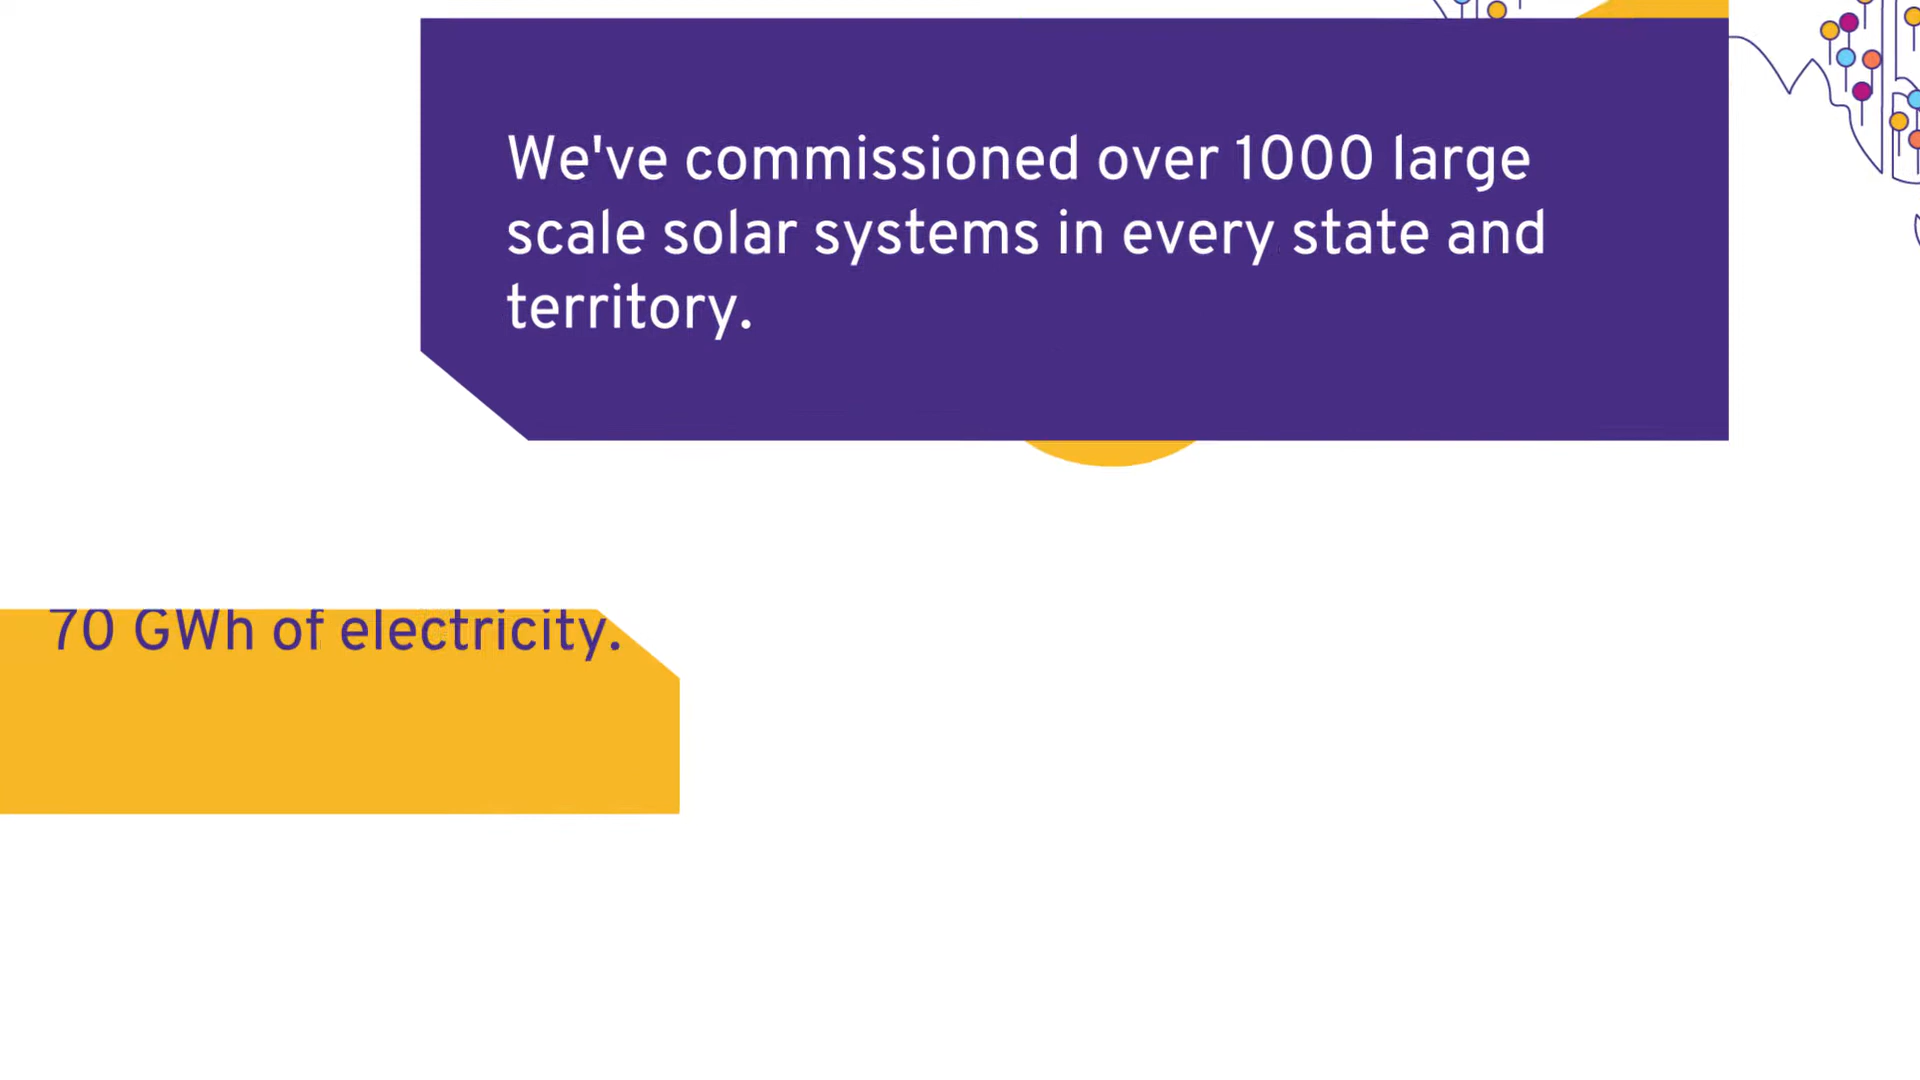 We've commissioned over 1000 large
scale solar systems in every state and
territory.
70 GWh of electricity.